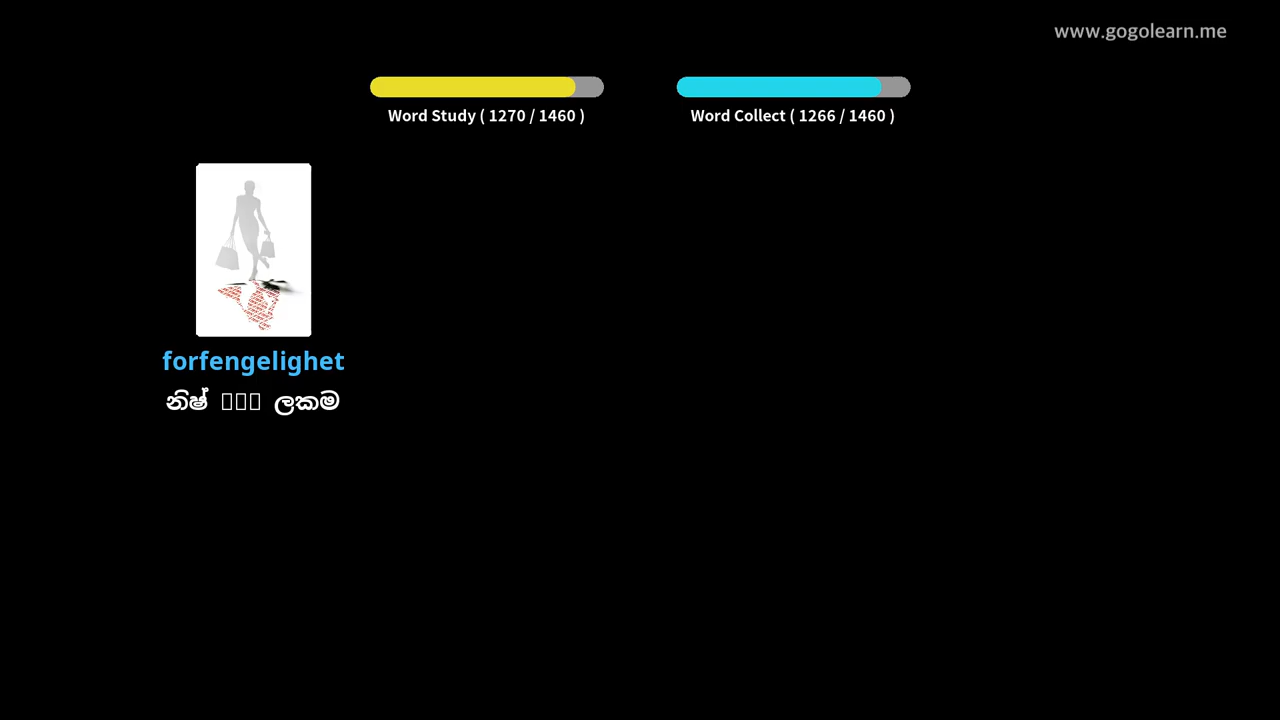 www.gogolearn.me
Word Study ( 1270 / 1460 )
Word Collect ( 1266 / 1460 )
forfengelighet
නිෂ් ලකම